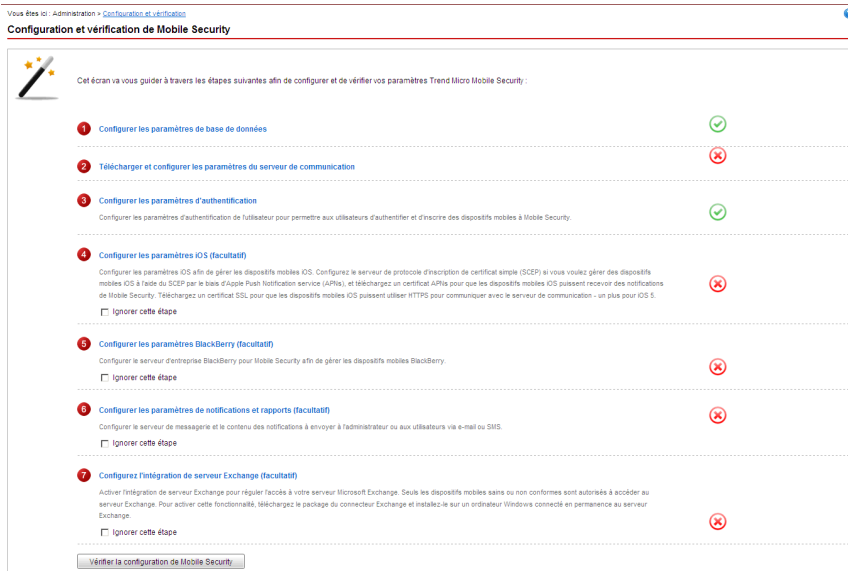 Vous êtes ici : Administration > Configuration et vérification
Configuration et vérification de Mobile Security
Cet écran va vous guider à travers les étapes suivantes afin de configurer et de vérifier vos paramètres Trend Micro Mobile Security :
1 Configurer les paramètres de base de données
2 Télécharger et configurer les paramètres du serveur de communication
3 Configurer les paramètres d'authentification
Configurer les paramètres d'authentification de l'utilisateur pour permettre aux utilisateurs d'authentifier et d'inscrire des dispositifs mobiles à Mobile Security.
4 Configurer les paramètres iOS (facultatif)
Configurer les paramètres iOS afin de gérer les dispositifs mobiles iOS. Configurez le serveur de protocole d'inscription de certificat simple (SCEP) si vous voulez gérer des dispositifs
mobiles iOS à l'aide du SCEP par le biais d'Apple Push Notification service (APNs), et téléchargez un certificat APNs pour que les dispositifs mobiles iOS puissent recevoir des notifications
de Mobile Security. Téléchargez un certificat SSL pour que les dispositifs mobiles iOS puissent utiliser HTTPS pour communiquer avec le serveur de communication - un plus pour iOS 5.
Ignorer cette étape
5 Configurer les paramètres BlackBerry (facultatif)
Configurer le serveur d'entreprise BlackBerry pour Mobile Security afin de gérer les dispositifs mobiles BlackBerry.
Ignorer cette étape
6 Configurer les paramètres de notifications et rapports (facultatif)
Configurer le serveur de messagerie et le contenu des notifications à envoyer à l'administrateur ou aux utilisateurs via e-mail ou SMS.
Ignorer cette étape
7 Configurez l'intégration de serveur Exchange (facultatif)
Activer l'intégration de serveur Exchange pour réguler l'accès à votre serveur Microsoft Exchange. Seuls les dispositifs mobiles sains ou non conformes sont autorisés à accéder au
serveur Exchange. Pour activer cette fonctionnalité, téléchargez le package du connecteur Exchange et installez-le sur un ordinateur Windows connecté en permanence au serveur
Exchange.
Ignorer cette étape
Vérifier la configuration de Mobile Security